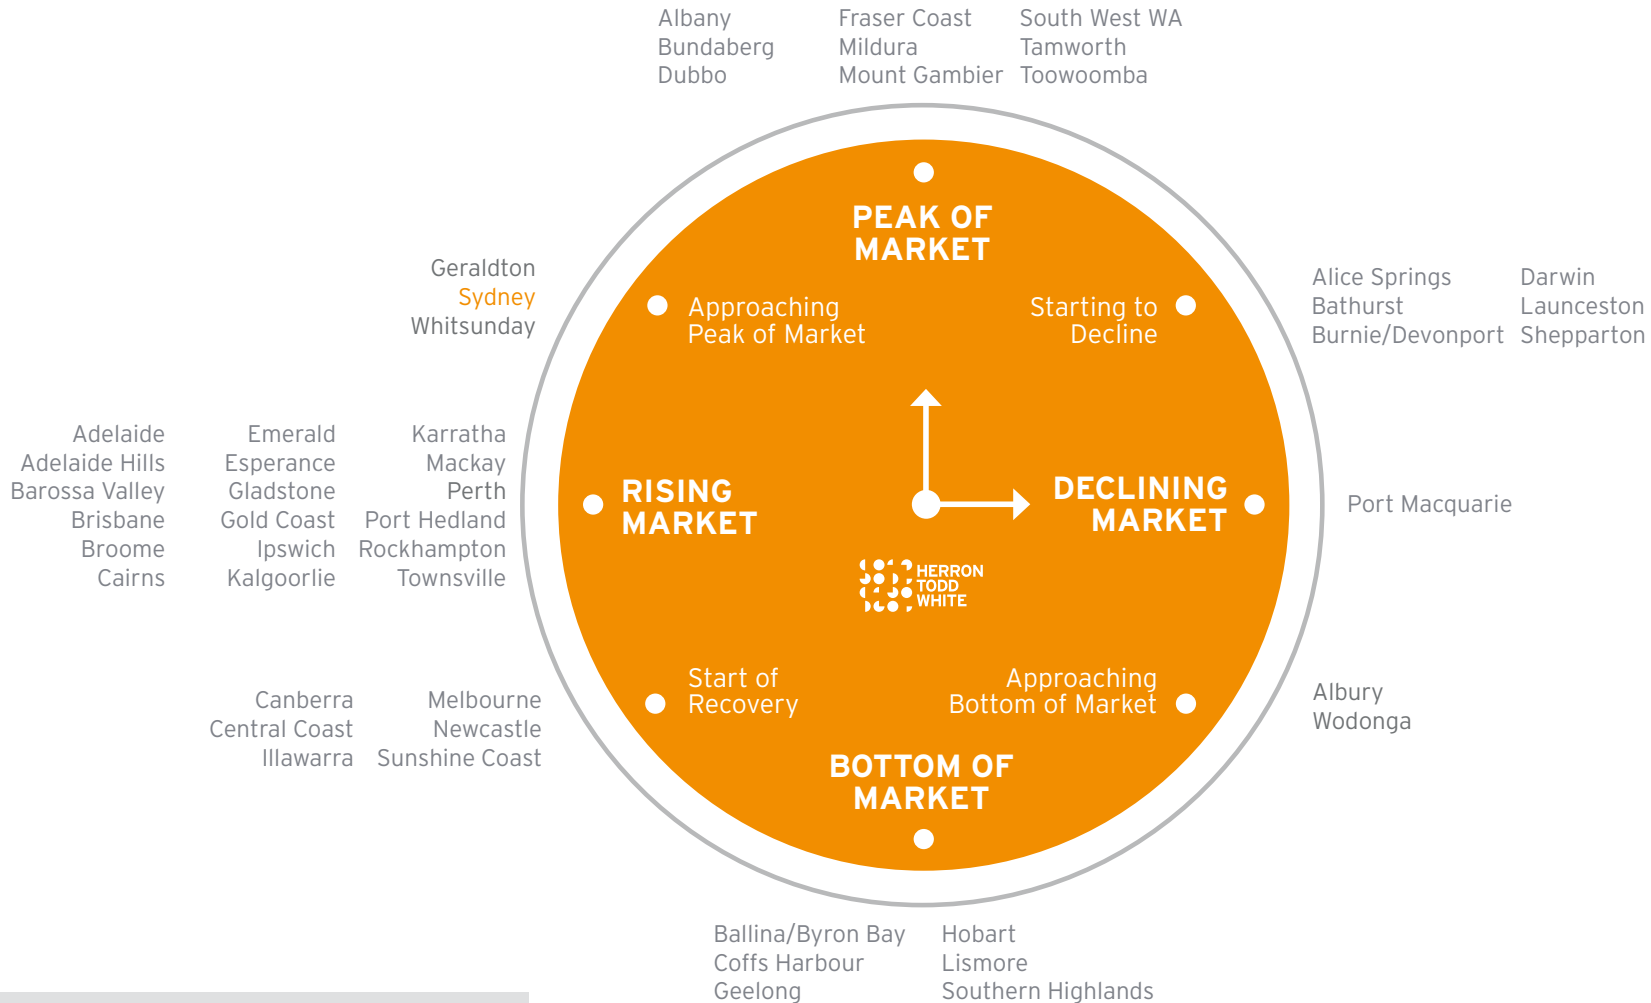 Albany
Bundaberg
Dubbo
Fraser Coast
Mildura
Mount Gambier
South West WA
Tamworth
Toowoomba
PEAK OF
MARKET
Geraldton
Sydney
Whitsunday
Approaching
Peak of Market
Starting to
Decline
Alice Springs
Bathurst
Burnie/Devonport
Darwin
Launceston
Shepparton
Adelaide
Adelaide Hills
Barossa Valley
Brisbane
Broome
Cairns
Emerald
Esperance
Gladstone
Gold Coast
Ipswich
Kalgoorlie
Karratha
Mackay
Perth
Port Hedland
Rockhampton
Townsville
RISING
MARKET
DECLINING
MARKET
Port Macquarie
HERRON
TODD
WHITE
Canberra
Central Coast
Illawarra
Melbourne
Newcastle
Sunshine Coast
Start of
Recovery
Approaching
Bottom of Market
Albury
Wodonga
BOTTOM OF
MARKET
Ballina/Byron Bay
Coffs Harbour
Geelong
Hobart
Lismore
Southern Highlands